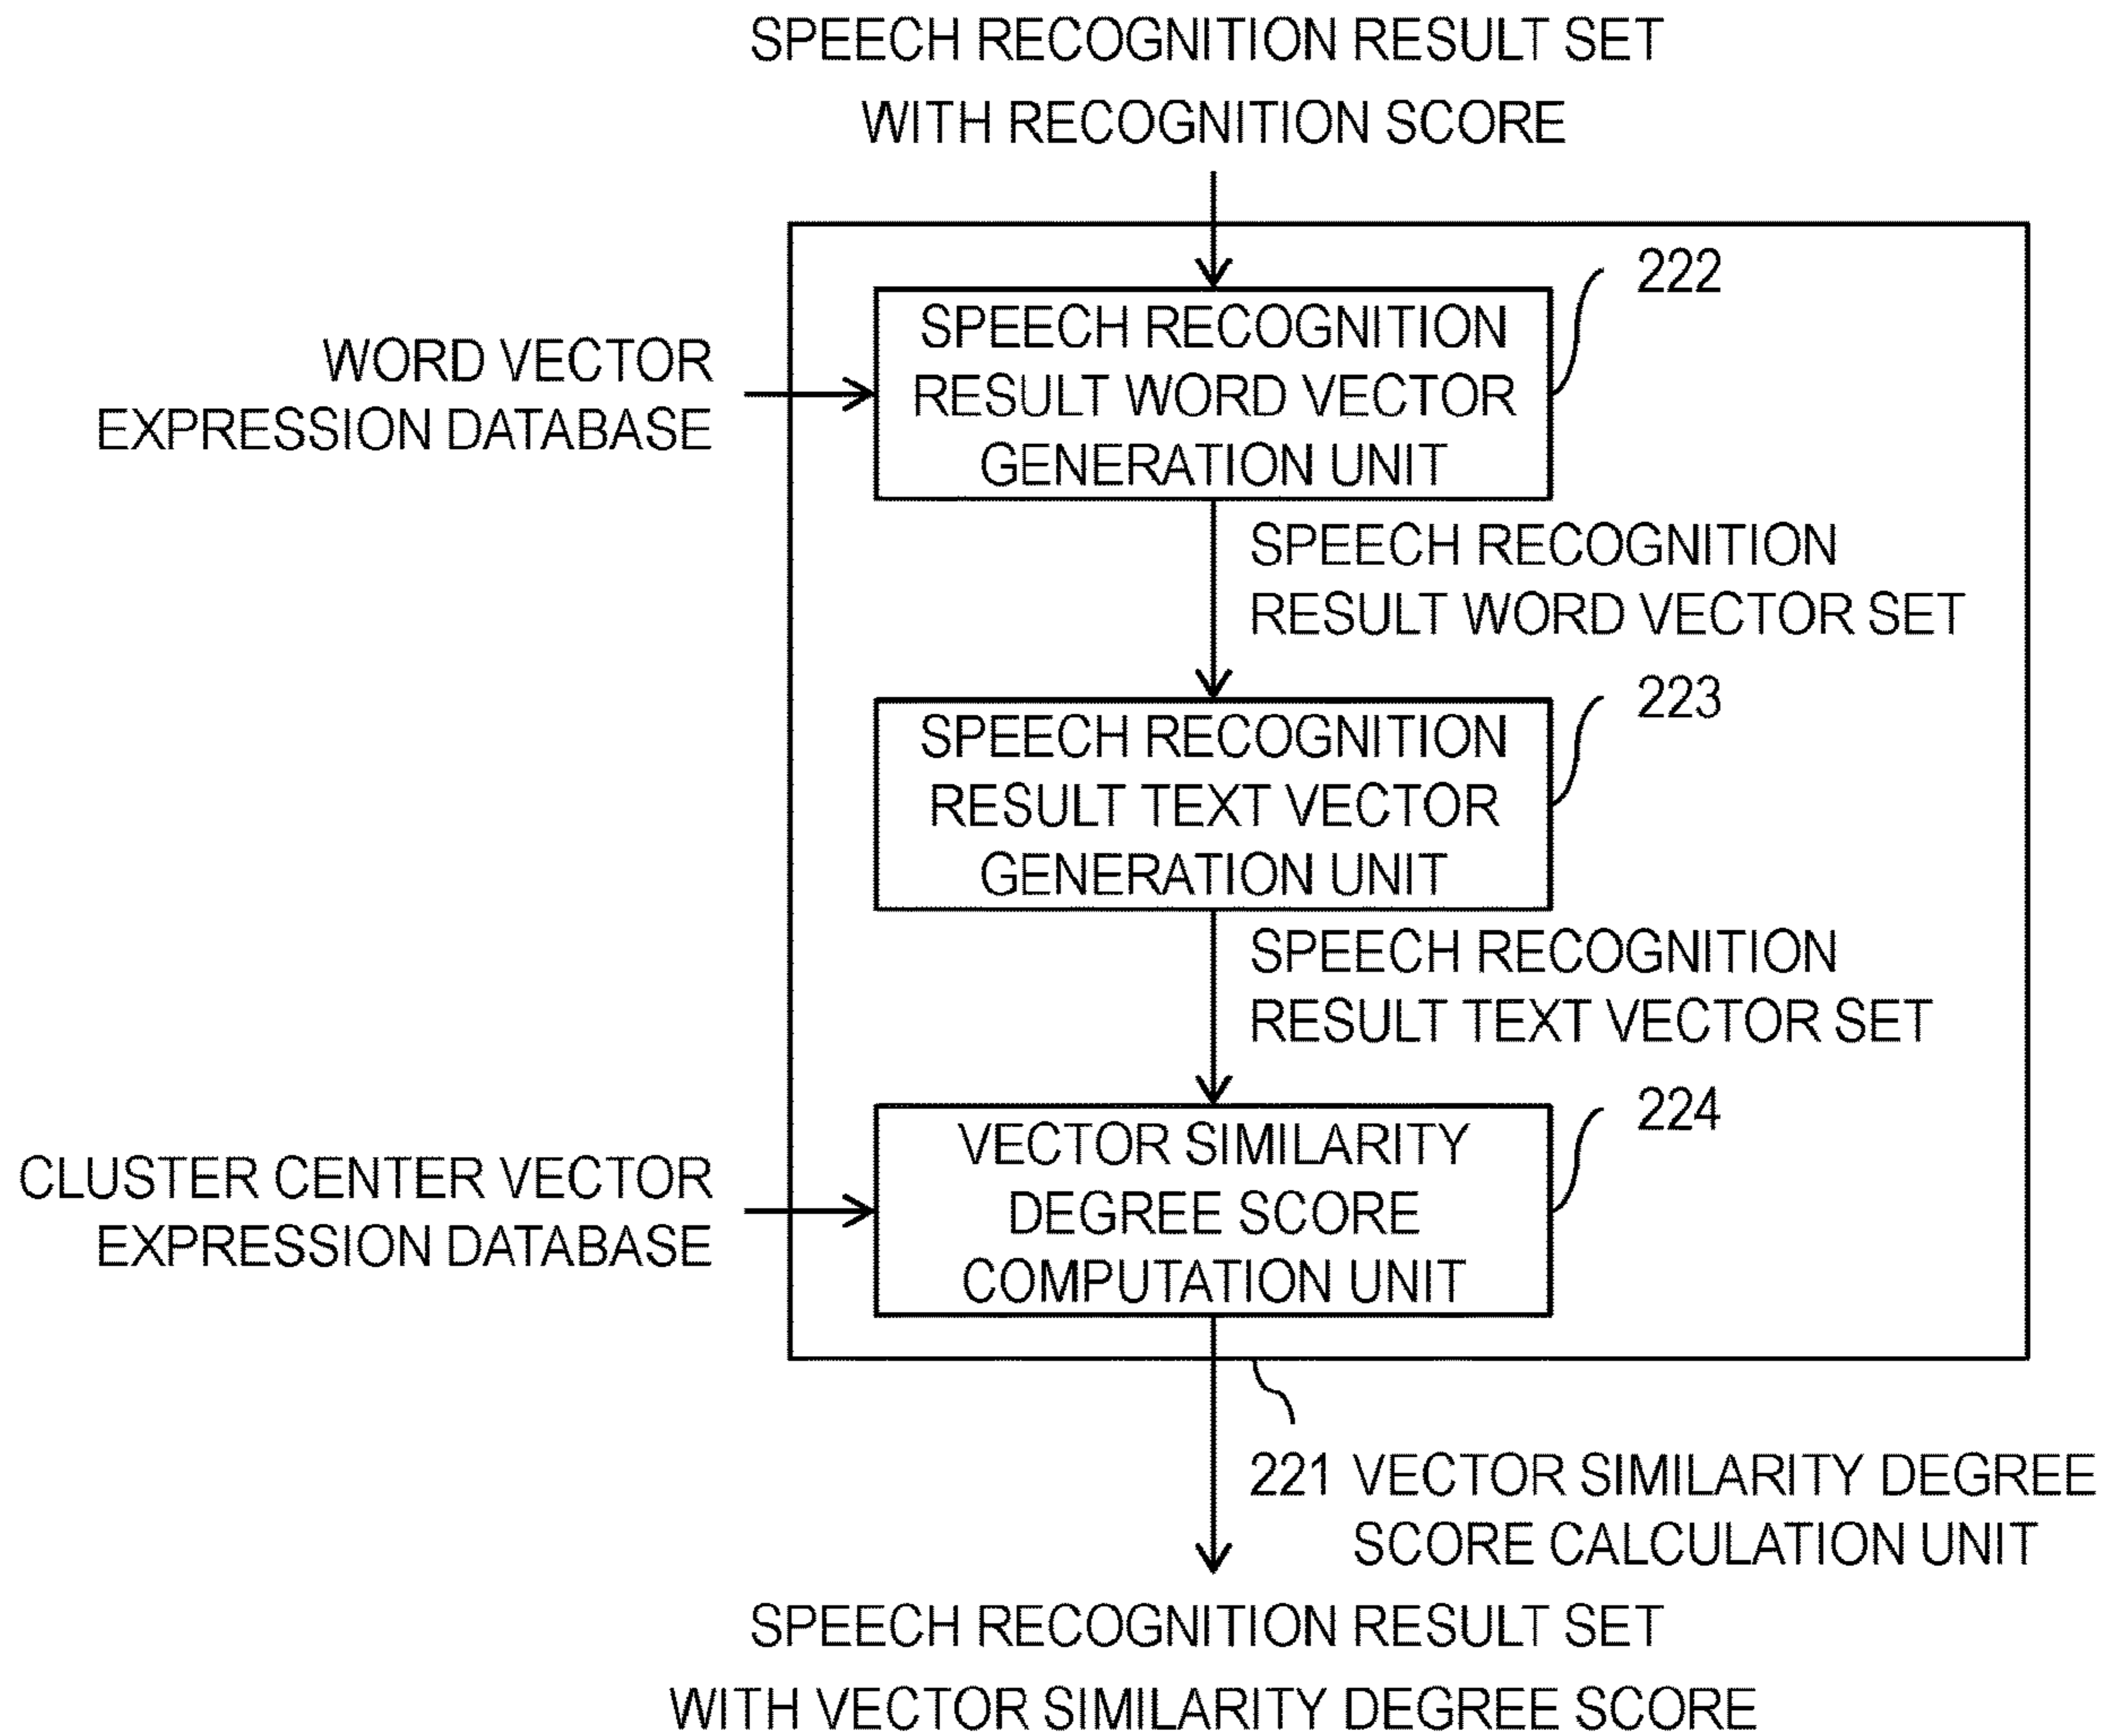 SPEECH RECOGNITION RESULT SET
WITH RECOGNITION SCORE
222
SPEECH RECOGNITION
RESULT WORD VECTOR
GENERATION UNIT
WORD VECTOR
EXPRESSION DATABASE
SPEECH RECOGNITION
RESULT WORD VECTOR SET
223
SPEECH RECOGNITION
RESULT TEXT VECTOR
GENERATION UNIT
SPEECH RECOGNITION
RESULT TEXT VECTOR SET
224
VECTOR SIMILARITY
DEGREE SCORE
COMPUTATION UNIT
CLUSTER CENTER VECTOR
EXPRESSION DATABASE
221 VECTOR SIMILARITY DEGREE
SCORE CALCULATION UNIT
SPEECH RECOGNITION RESULT SET
WITH VECTOR SIMILARITY DEGREE SCORE